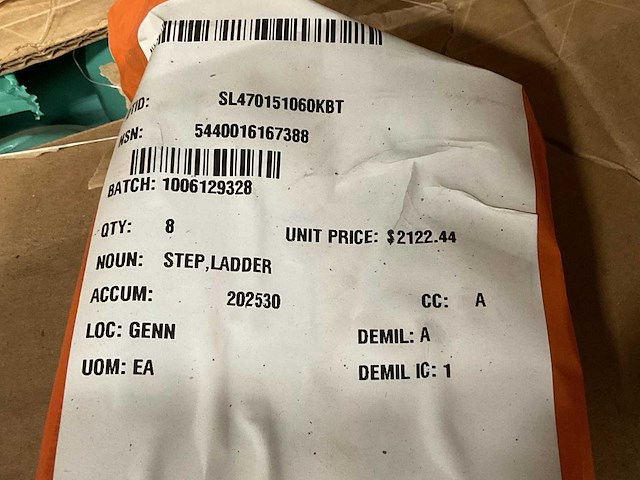 SL470151060KBT
NSN: 5440016167388
BATCH: 1006129328
QTY: 8 UNIT PRICE: $2122.44
NOUN: STEP,LADDER
ACCUM: 202530 CC: A
LOC: GENN DEMIL: A
UOM: EA DEMIL IC: 1